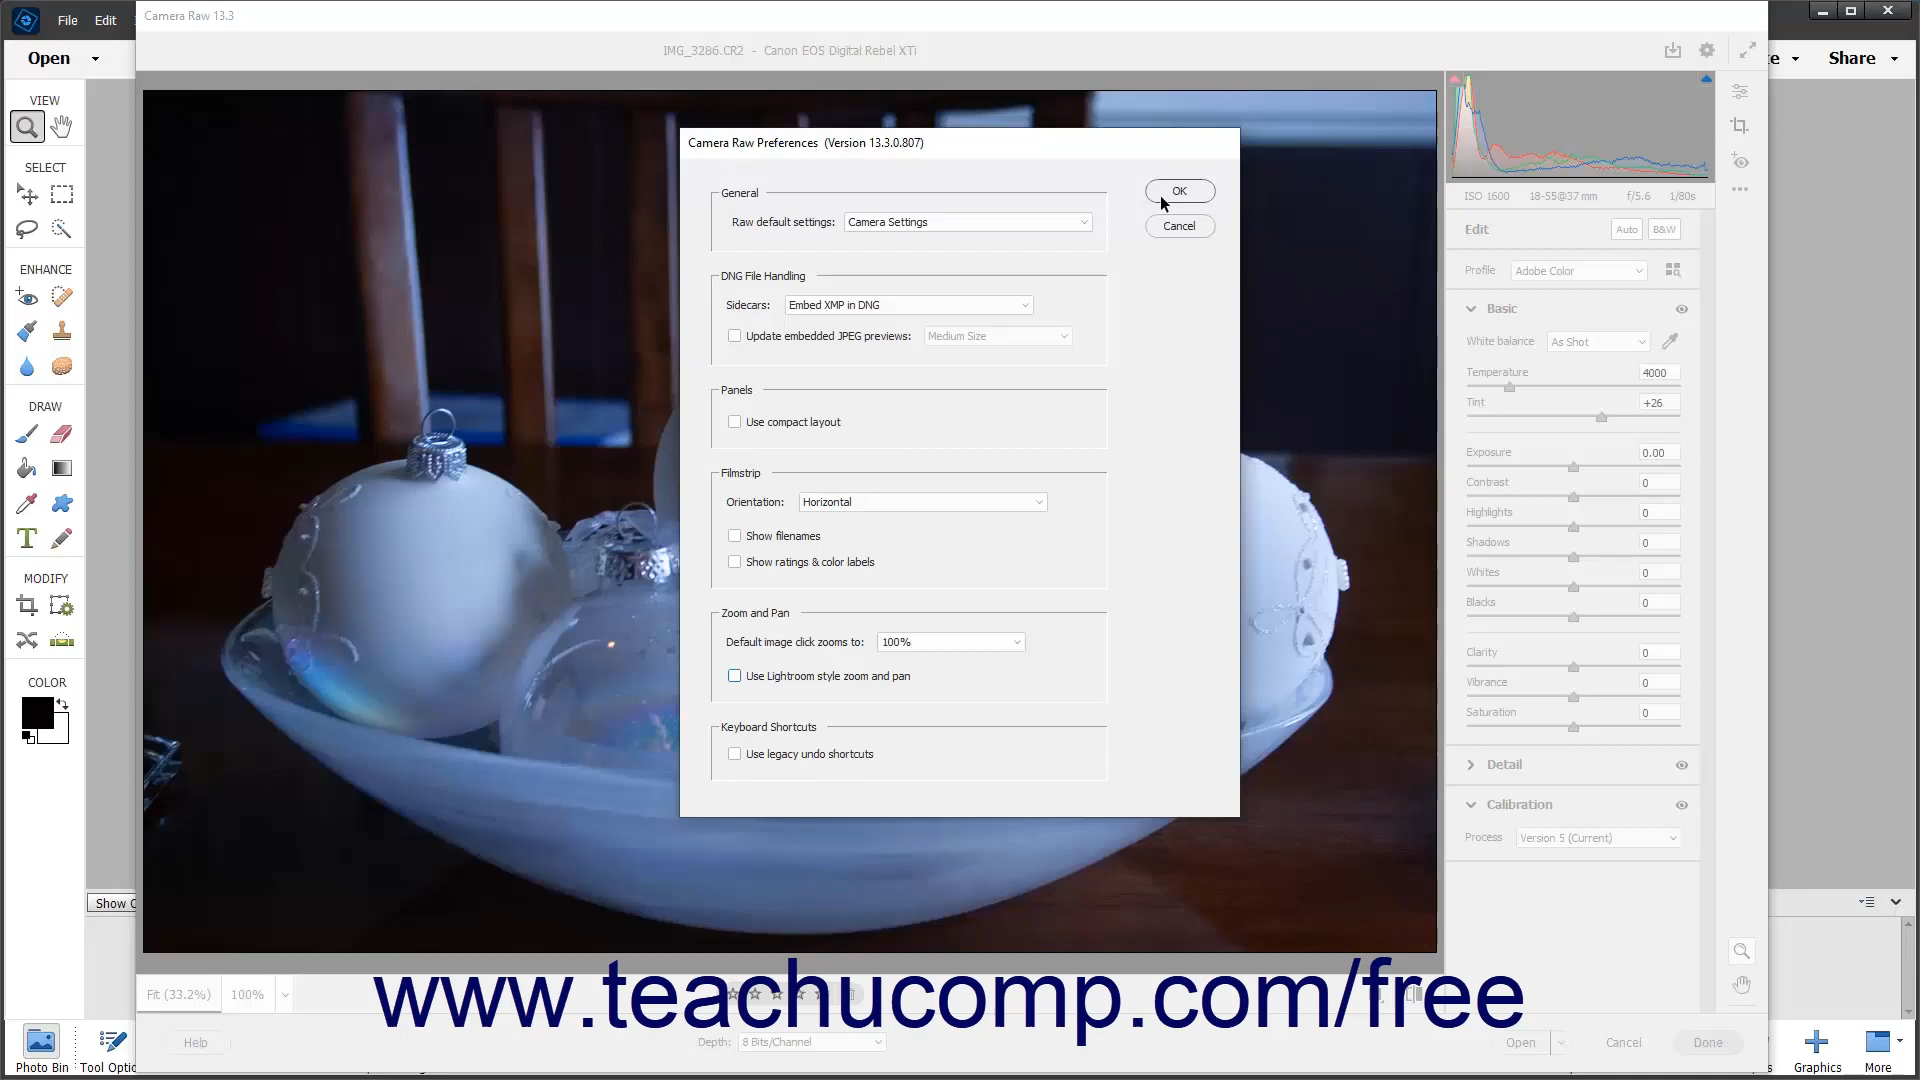 Camera Raw 13.3
File Edit
IMG_3286.CR2 - Canon EOS Digital Rebel XTi
Open
Share
VIEW
SELECT
ENHANCE
DRAW
MODIFY
COLOR
Camera Raw Preferences (Version 13.3.0.807)
General
Raw default settings: Camera Settings
OK
Cancel
DNG File Handling
Sidecars: Embed XMP in DNG
Update embedded JPEG previews: Medium Size
Panels
Use compact layout
Filmstrip
Orientation: Horizontal
Show filenames
Show ratings & color labels
Zoom and Pan
Default image click zooms to: 100%
Use Lightroom style zoom and pan
Keyboard Shortcuts
Use legacy undo shortcuts
ISO 1600 18-55@37 mm f/5.6 1/80s
Edit Auto B&W
Profile Adobe Color
Basic
White balance As Shot
Temperature 4000
Tint +26
Exposure 0.00
Contrast 0
Highlights 0
Shadows 0
Whites 0
Blacks 0
Clarity 0
Vibrance 0
Saturation 0
Detail
Calibration
Process Version 5 (Current)
Show
Fit (33.2%) 100%
www.teachucomp.com/free
Help
Depth: 8 Bits/Channel
Open Cancel Done
Photo Bin Tool
Graphics More